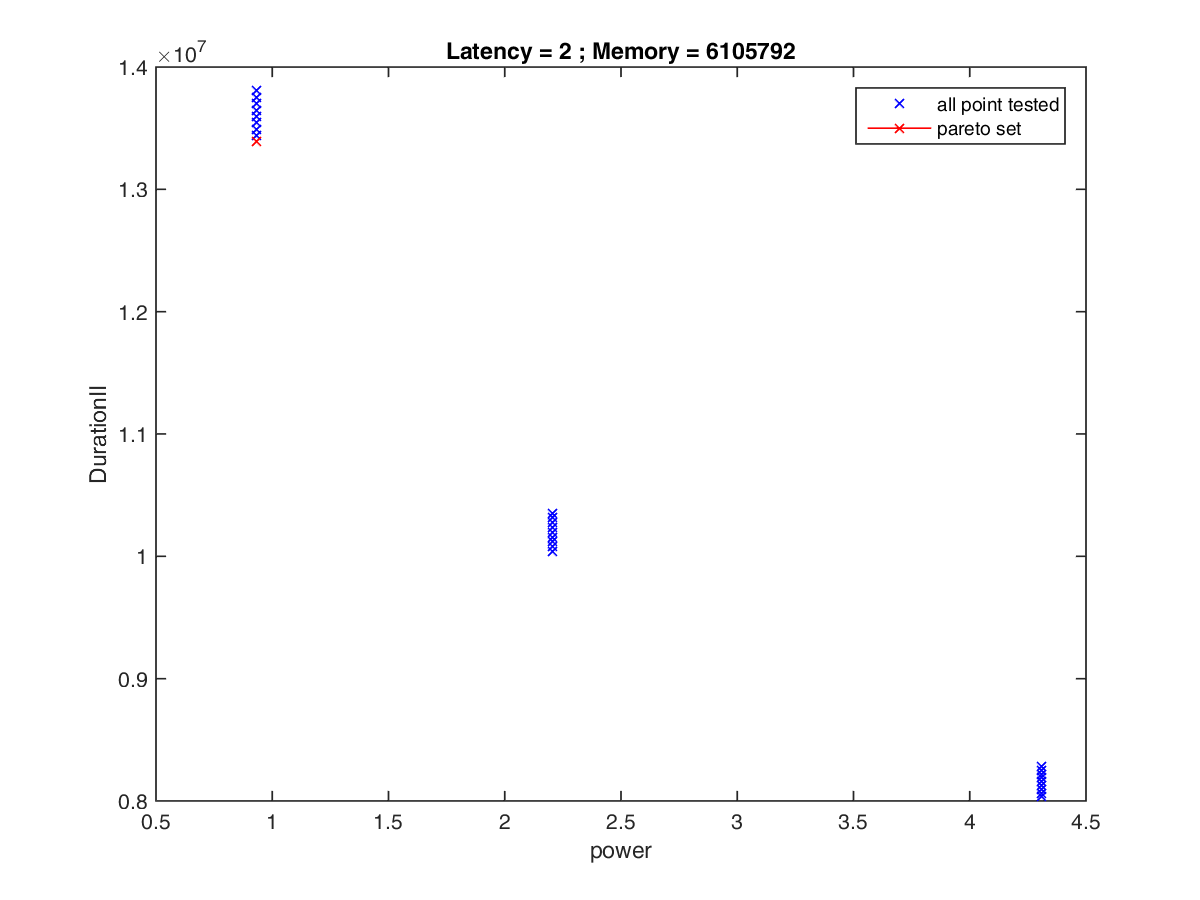 Latency = 2 ; Memory = 6105792
×10^7
1.4
1.3
1.2
1.1
1
0.9
0.8
DurationII
all point tested
pareto set
0.5 1 1.5 2 2.5 3 3.5 4 4.5
power